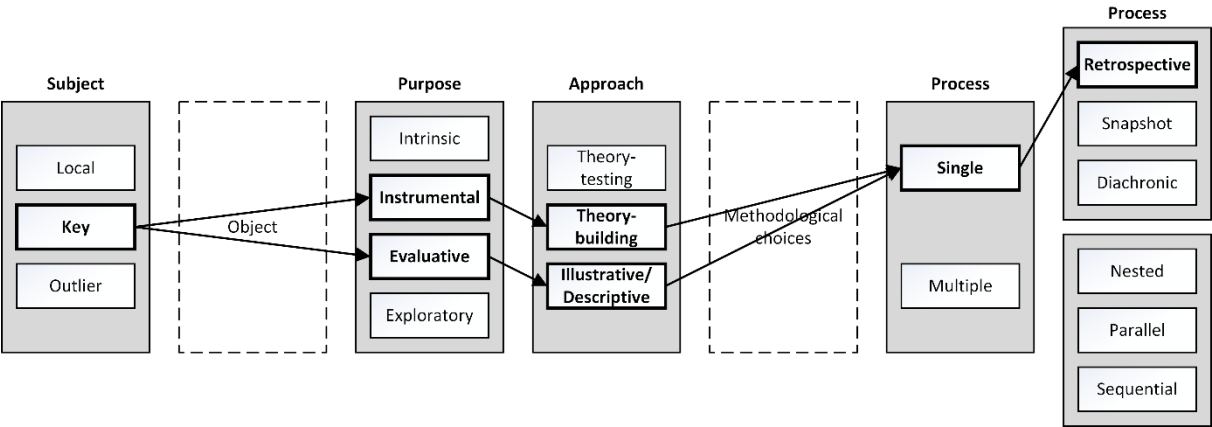 Subject
Local
Key
Outlier
Object
Purpose
Intrinsic
Instrumental
Evaluative
Exploratory
Approach
Theory-
testing
Theory-
building
Illustrative/
Descriptive
Methodological
choices
Process
Single
Multiple
Process
Retrospective
Snapshot
Diachronic
Nested
Parallel
Sequential